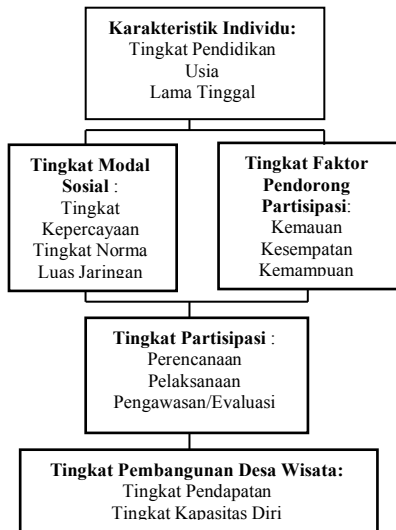 Karakteristik Individu:
Tingkat Pendidikan
Usia
Lama Tinggal
Tingkat Modal
Sosial :
Tingkat
Kepercayaan
Tingkat Norma
Luas Jaringan
Tingkat Faktor
Pendorong
Partisipasi:
Kemauan
Kesempatan
Kemampuan
Tingkat Partisipasi :
Perencanaan
Pelaksanaan
Pengawasan/Evaluasi
Tingkat Pembangunan Desa Wisata:
Tingkat Pendapatan
Tingkat Kapasitas Diri